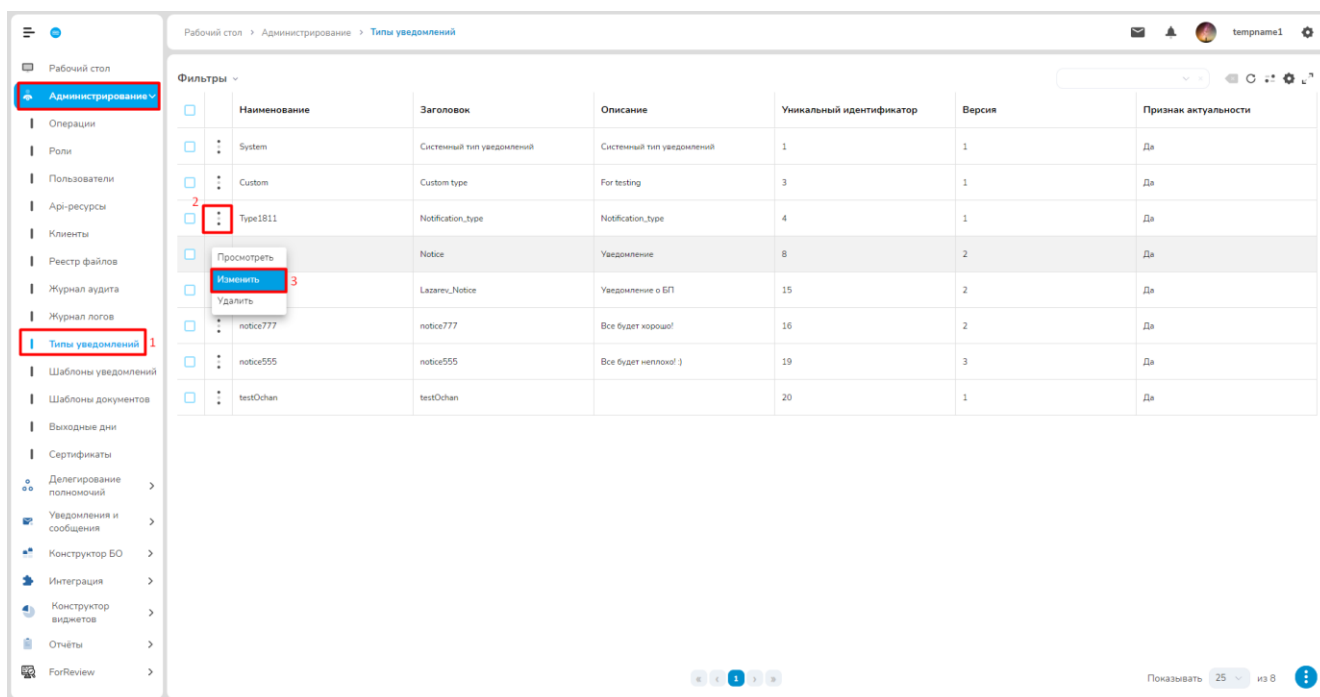 Рабочий стол > Администрирование > Типы уведомлений
tempname1
Рабочий стол
Администрирование
Операции
Роли
Пользователи
Api-ресурсы
Клиенты
Реестр файлов
Журнал аудита
Журнал логов
Типы уведомлений 1
Шаблоны уведомлений
Шаблоны документов
Выходные дни
Сертификаты
Делегирование
полномочий
Уведомления и
сообщения
Конструктор БО
Интеграция
Конструктор
виджетов
Отчёты
ForReview
Фильтры
Наименование Заголовок Описание Уникальный идентификатор Версия Признак актуальности
System Системный тип уведомлений Системный тип уведомлений 1 1 Да
Custom Custom type For testing 3 1 Да
2
Type1811 Notification_type Notification_type 4 1 Да
Notice Уведомление 8 2 Да
Просмотреть
Изменить 3
Удалить
Lazarev_Notice Уведомление о БП 15 2 Да
notice777 notice777 Все будет хорошо! 16 2 Да
notice555 notice555 Все будет неплохо! :) 19 3 Да
testOchan testOchan 20 1 Да
« ‹ 1 › »
Показывать 25 из 8